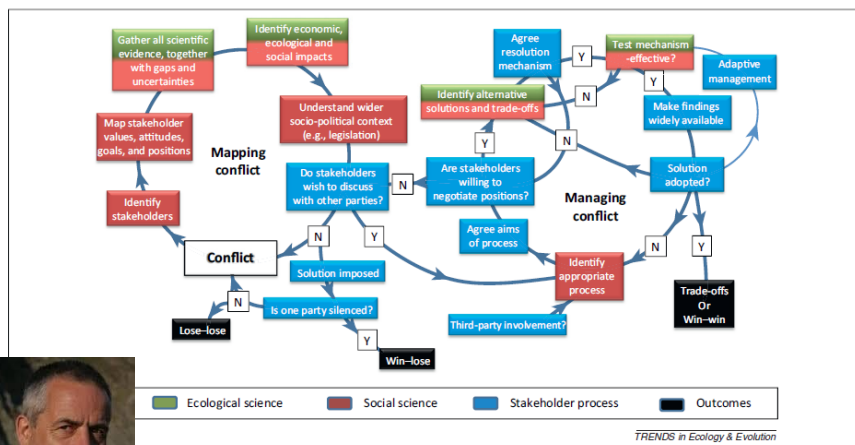 Gather all scientific
evidence, together
with gaps and
uncertainties
Identify economic,
ecological and
social impacts
Map stakeholder
values, attitudes,
goals, and positions
Understand wider
socio-political context
(e.g., legislation)
Mapping
conflict
Identify
stakeholders
Do stakeholders
wish to discuss
with other parties?
Conflict
N
Y
N
Solution imposed
N
Is one party silenced?
Lose–lose
Y
Win–lose
Agree
resolution
mechanism
Y
Test mechanism
-effective?
Adaptive
management
Identify alternative
solutions and trade-offs
N
Y
Make findings
widely available
Y
N
N
Are stakeholders
willing to
negotiate positions?
Managing
conflict
Solution
adopted?
Agree aims
of process
Identify
appropriate
process
N
Y
Third-party involvement?
Trade-offs
Or
Win–win
Ecological science
Social science
Stakeholder process
Outcomes
TRENDS in Ecology & Evolution